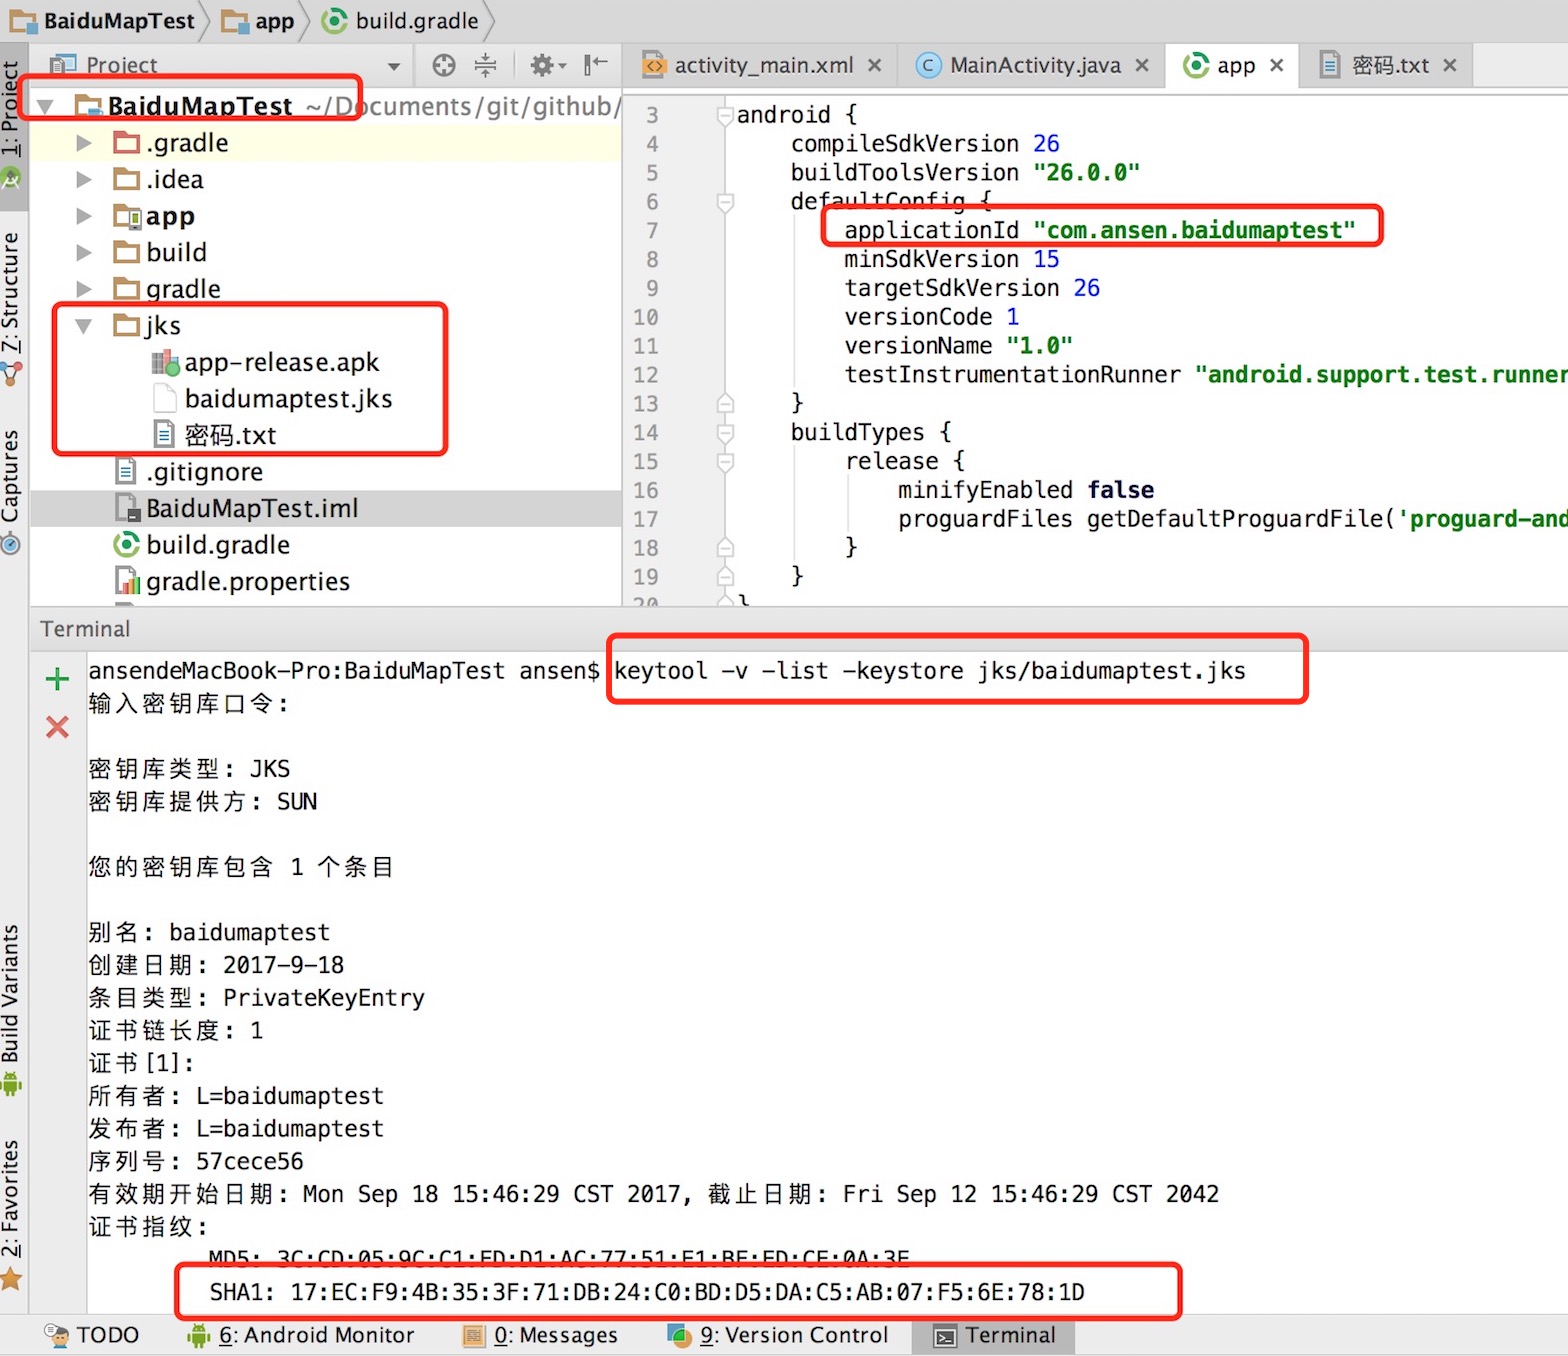 BaiduMapTest app build.gradle
Project
activity_main.xml MainActivity.java app 密码.txt
1: Project
Z: Structure
Captures
Build Variants
2: Favorites
BaiduMapTest ~/Documents/git/github/
.gradle
.idea
app
build
gradle
jks
app-release.apk
baidumaptest.jks
密码.txt
.gitignore
BaiduMapTest.iml
build.gradle
gradle.properties
3 android {
4 compileSdkVersion 26
5 buildToolsVersion "26.0.0"
6 defaultConfig {
7 applicationId "com.ansen.baidumaptest"
8 minSdkVersion 15
9 targetSdkVersion 26
10 versionCode 1
11 versionName "1.0"
12 testInstrumentationRunner "android.support.test.runner
13 }
14 buildTypes {
15 release {
16 minifyEnabled false
17 proguardFiles getDefaultProguardFile('proguard-and
18 }
19 }
20 }
Terminal
ansendeMacBook-Pro:BaiduMapTest ansen$ keytool -v -list -keystore jks/baidumaptest.jks
输入密钥库口令:
密钥库类型: JKS
密钥库提供方: SUN
您的密钥库包含 1 个条目
别名: baidumaptest
创建日期: 2017-9-18
条目类型: PrivateKeyEntry
证书链长度: 1
证书[1]:
所有者: L=baidumaptest
发布者: L=baidumaptest
序列号: 57cece56
有效期开始日期: Mon Sep 18 15:46:29 CST 2017, 截止日期: Fri Sep 12 15:46:29 CST 2042
证书指纹:
MD5: 3C:CD:05:9C:C1:FD:D1:AC:77:51:E1:BF:ED:CE:0A:3E
SHA1: 17:EC:F9:4B:35:3F:71:DB:24:C0:BD:D5:DA:C5:AB:07:F5:6E:78:1D
TODO 6: Android Monitor 0: Messages 9: Version Control Terminal